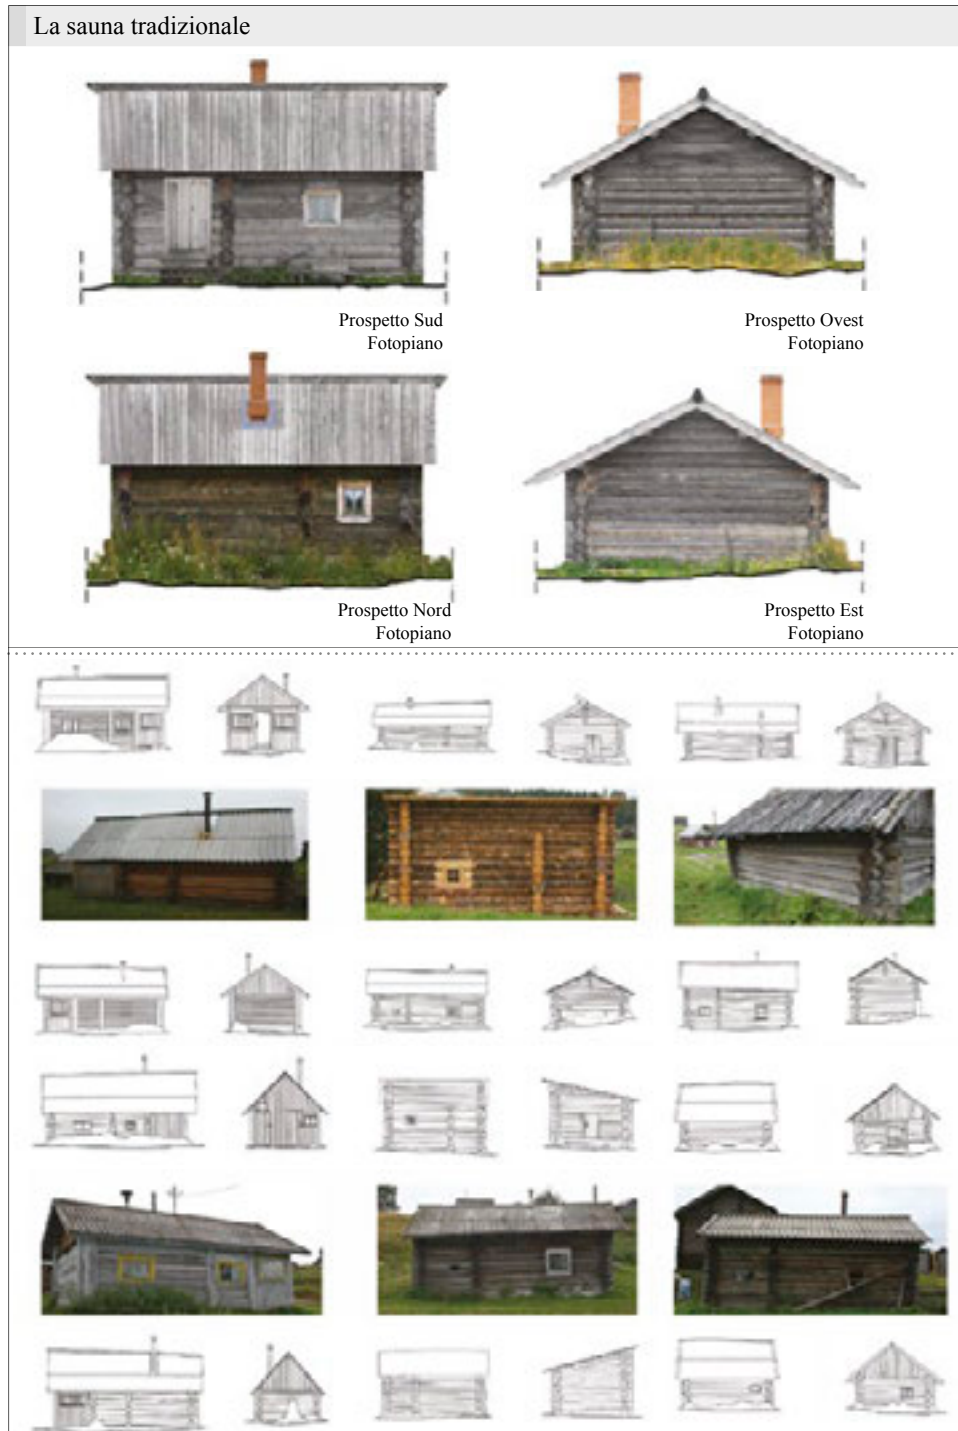 La sauna tradizionale
Prospetto Sud
Fotopiano
Prospetto Ovest
Fotopiano
Prospetto Nord
Fotopiano
Prospetto Est
Fotopiano